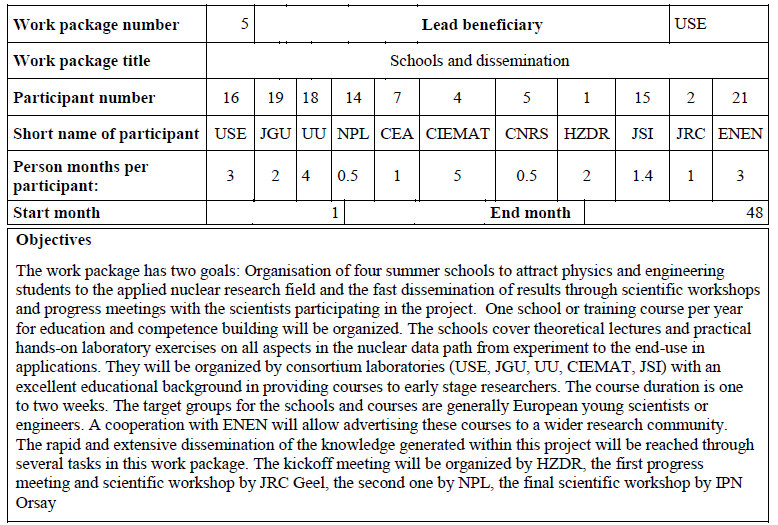 Work package number 5 Lead beneficiary USE
Work package title Schools and dissemination
Participant number 16 19 18 14 7 4 5 1 15 2 21
Short name of participant USE JGU UU NPL CEA CIEMAT CNRS HZDR JSI JRC ENEN
Person months per
participant: 3 2 4 0.5 1 5 0.5 2 1.4 1 3
Start month 1 End month 48
Objectives
The work package has two goals: Organisation of four summer schools to attract physics and engineering
students to the applied nuclear research field and the fast dissemination of results through scientific workshops
and progress meetings with the scientists participating in the project. One school or training course per year
for education and competence building will be organized. The schools cover theoretical lectures and practical
hands-on laboratory exercises on all aspects in the nuclear data path from experiment to the end-use in
applications. They will be organized by consortium laboratories (USE, JGU, UU, CIEMAT, JSI) with an
excellent educational background in providing courses to early stage researchers. The course duration is one
to two weeks. The target groups for the schools and courses are generally European young scientists or
engineers. A cooperation with ENEN will allow advertising these courses to a wider research community.
The rapid and extensive dissemination of the knowledge generated within this project will be reached through
several tasks in this work package. The kickoff meeting will be organized by HZDR, the first progress
meeting and scientific workshop by JRC Geel, the second one by NPL, the final scientific workshop by IPN
Orsay